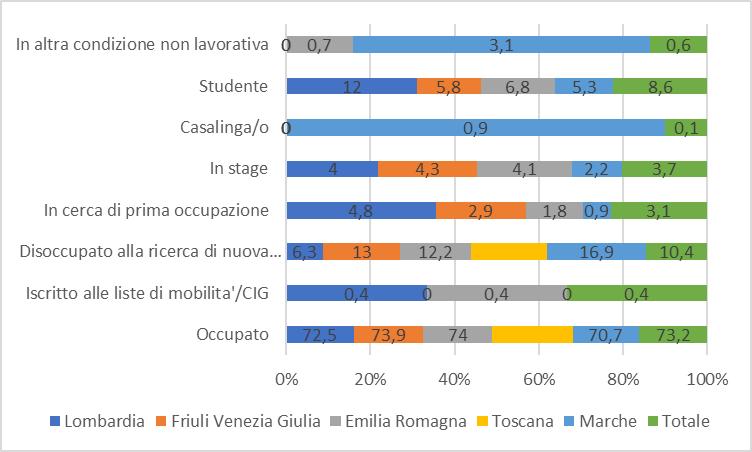 In altra condizione non lavorativa 0 0,7 3,1 0,6
Studente 12 5,8 6,8 5,3 8,6
Casalinga/o 0 0,9 0,1
In stage 4 4,3 4,1 2,2 3,7
In cerca di prima occupazione 4,8 2,9 1,8 0,9 3,1
Disoccupato alla ricerca di nuova... 6,3 13 12,2 16,9 10,4
Iscritto alle liste di mobilita'/CIG 0,4 0 0,4 0 0,4
Occupato 72,5 73,9 74 70,7 73,2
0% 20% 40% 60% 80% 100%
Lombardia Friuli Venezia Giulia Emilia Romagna Toscana Marche Totale